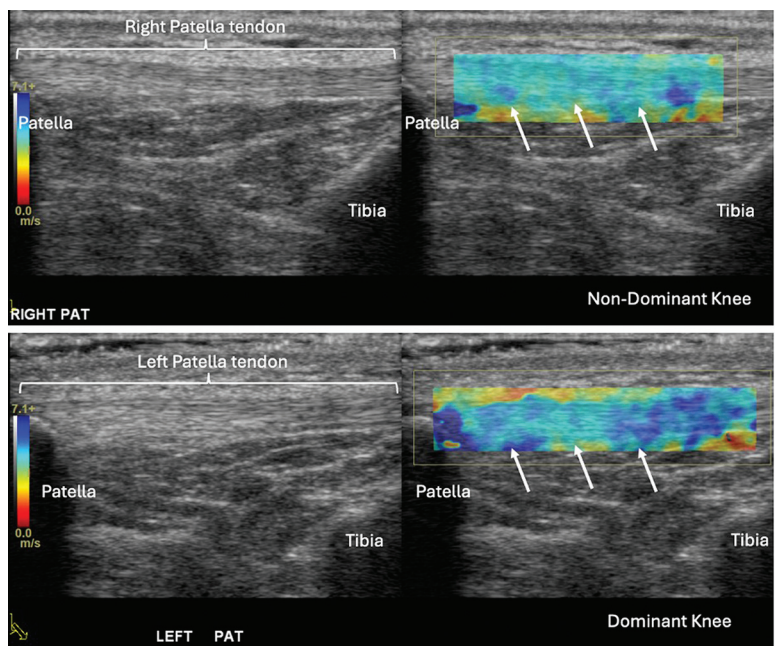 Right Patella tendon
7.1+
Patella
Patella
0.0
m/s
Tibia
Tibia
Non-Dominant Knee
RIGHT PAT
Left Patella tendon
7.1+
Patella
Patella
0.0
m/s
Tibia
Tibia
Dominant Knee
LEFT PAT